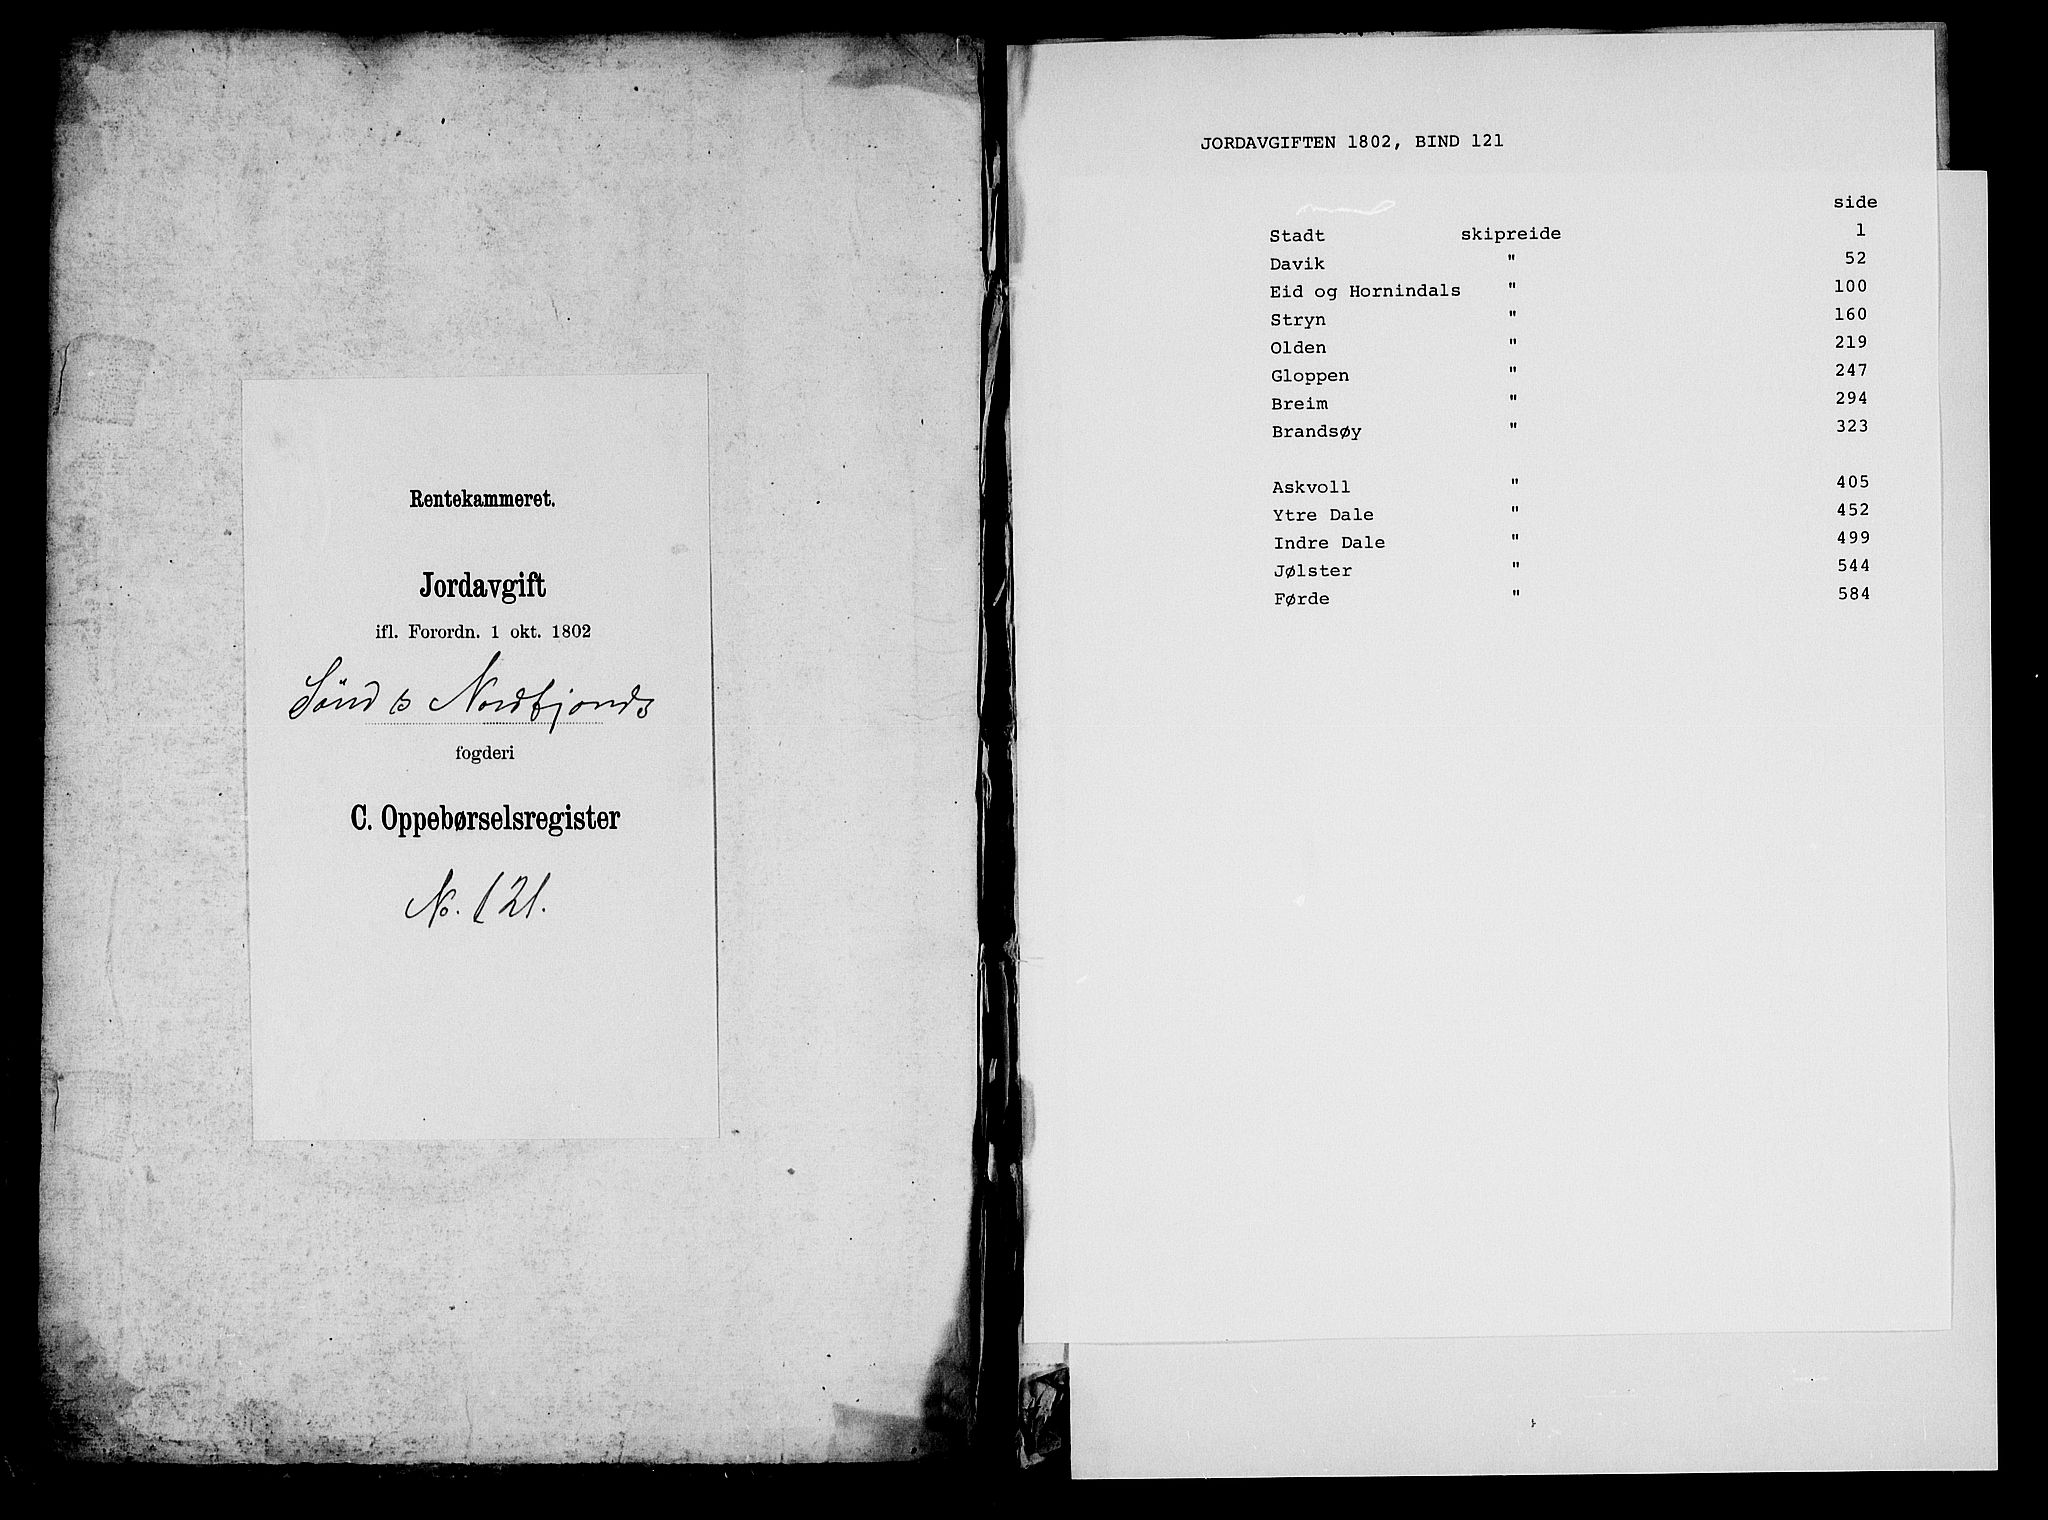 Rentekammeret.
Jordavgift
ifl. Forordn. 1 okt. 1802
Sönd & Nordfjords
fogderi
C. Oppebørselsregister
No. 121.
JORDAVGIFTEN 1802, BIND 121
side
Stadt skipreide 1
Davik " 52
Eid og Hornindals " 100
Stryn " 160
Olden " 219
Gloppen " 247
Breim " 294
Brandsøy " 323
Askvoll " 405
Ytre Dale " 452
Indre Dale " 499
Jølster " 544
Førde " 584